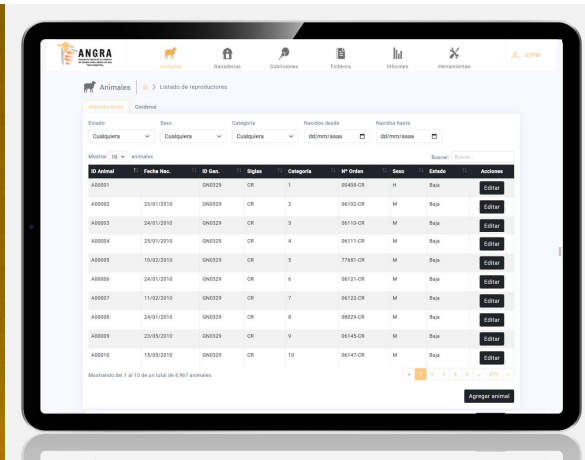 ANGRA
Animales
Ganaderias
Cubriciones
Ficheros
Informes
Herramientas
Animales > Listado de reproductores
Reproductores Corderos
Estado Sexo Categoria Nacidos desde Nacidos hasta
Cualquiera Cualquiera Cualquiera dd/mm/aaaa dd/mm/aaaa
Mostrar 10 animales Buscar: Buscar...
ID Animal Fecha Nac. ID Gan. Siglas Categoria Nº Orden Sexo Estado Acciones
A00001 GN0329 CR 1 00408-CR H Baja Editar
A00002 23/01/2010 GN0329 CR 2 06102-CR M Baja Editar
A00003 24/01/2010 GN0329 CR 3 06110-CR M Baja Editar
A00004 25/01/2010 GN0329 CR 4 06111-CR M Baja Editar
A00005 10/02/2010 GN0329 CR 5 77681-CR M Baja Editar
A00006 24/01/2010 GN0329 CR 6 06121-CR M Baja Editar
A00007 11/02/2010 GN0329 CR 7 06122-CR M Baja Editar
A00008 24/01/2010 GN0329 CR 8 08029-CR M Baja Editar
A00009 23/05/2010 GN0329 CR 9 06145-CR M Baja Editar
A00010 15/05/2010 GN0329 CR 10 06147-CR M Baja Editar
Mostrando del 1 al 10 de un total de 6,967 animales « 1 2 3 4 5 ... 697 »
Agregar animal